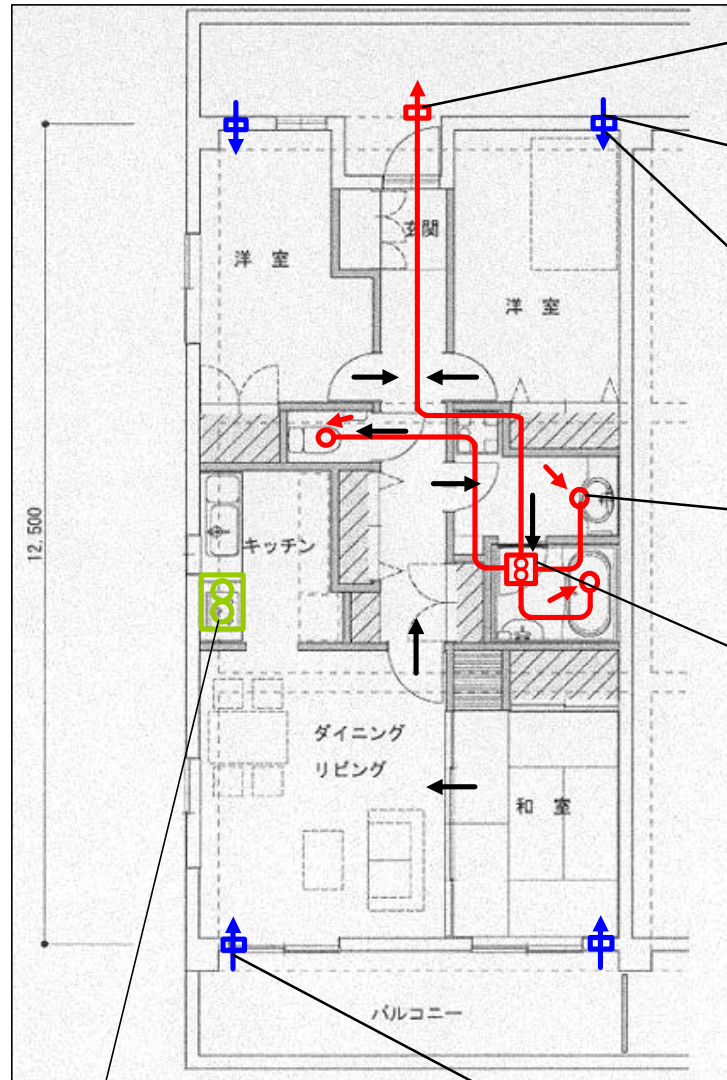 玄関
洋 室
洋 室
キッチン
12,500
ダイニング
リビング
和 室
バルコニー